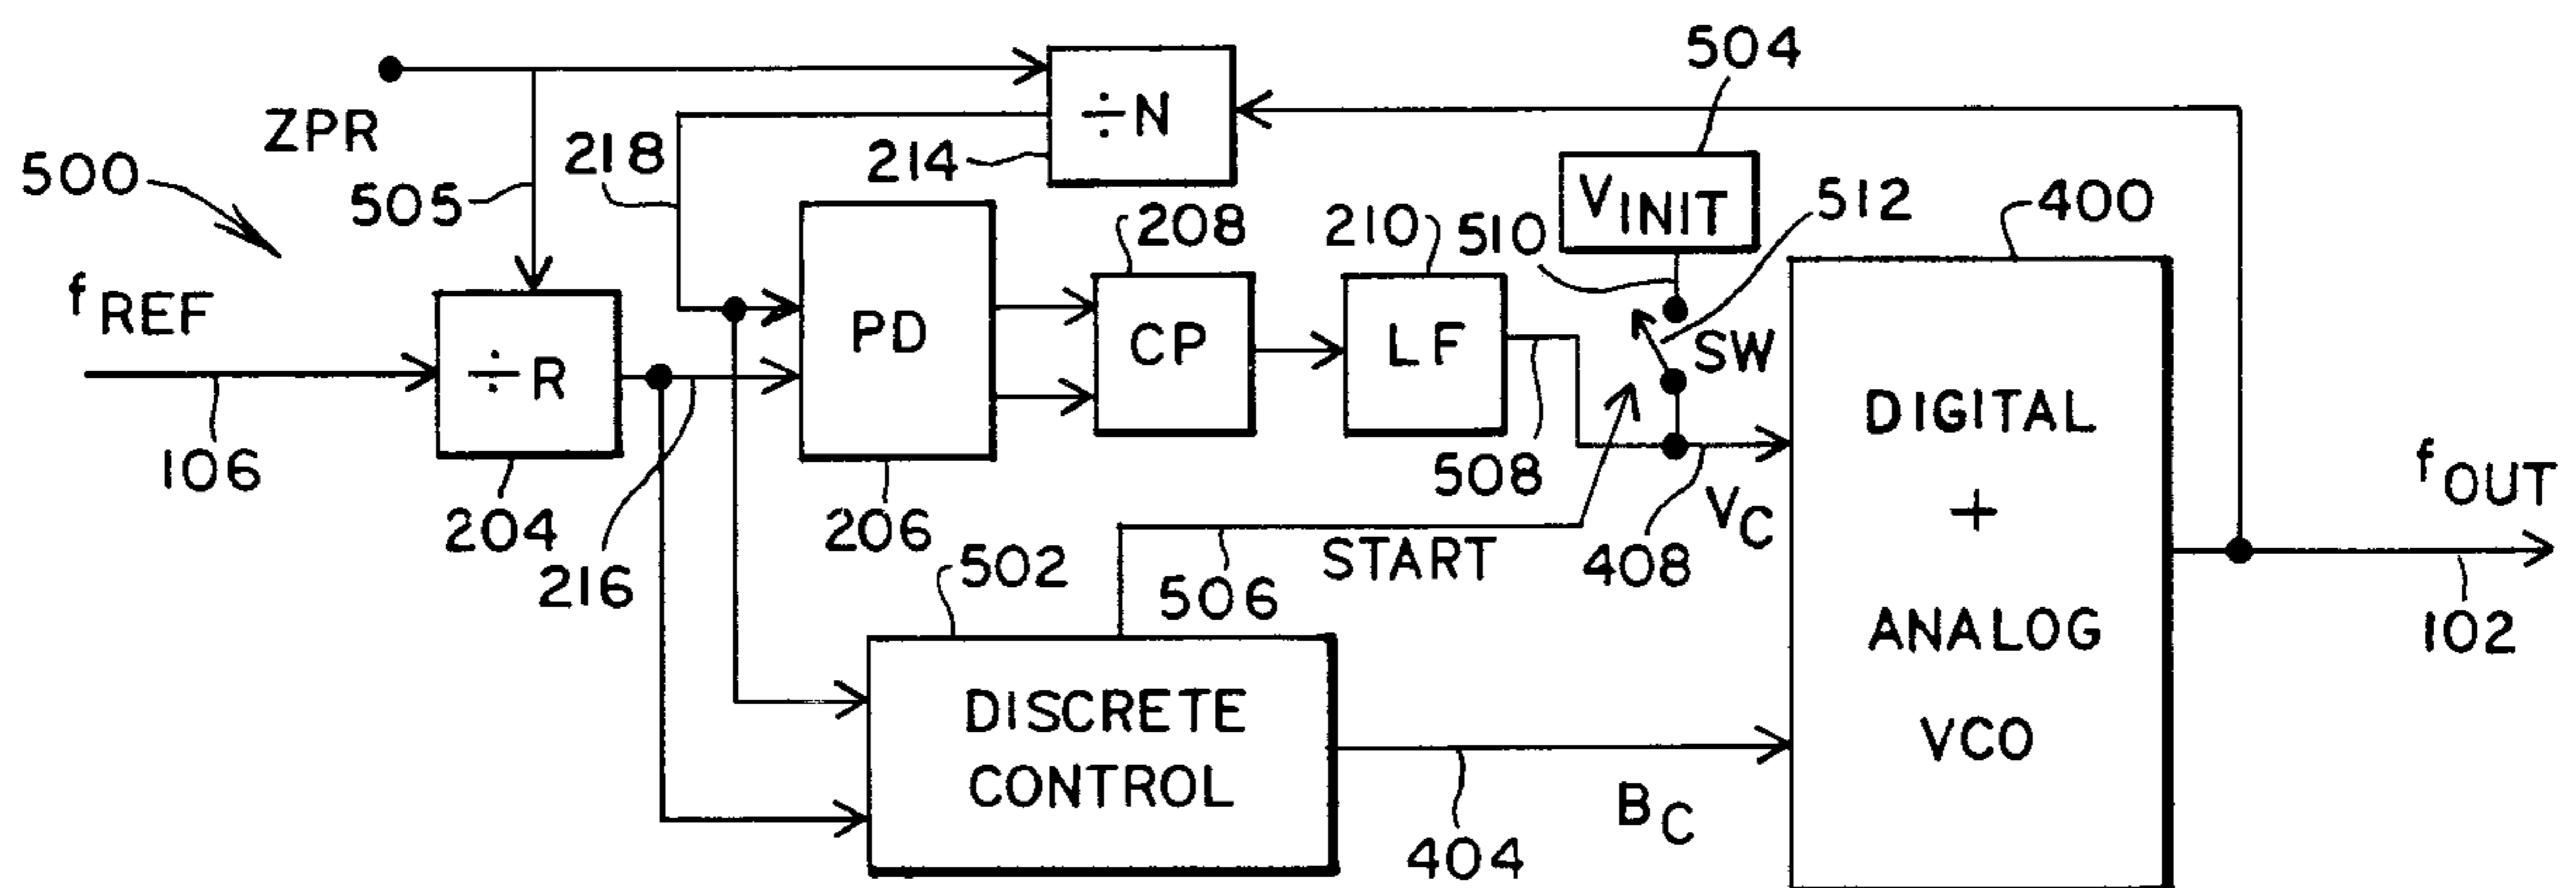 504
ZPR
÷N
500
218
214
VINIT
512
505
208
210
510
400
fREF
PD
CP
LF
SW
÷R
DIGITAL
+
ANALOG
VCO
106
508
fOUT
204
206
VC
START
408
216
502
506
102
DISCRETE
CONTROL
BC
404